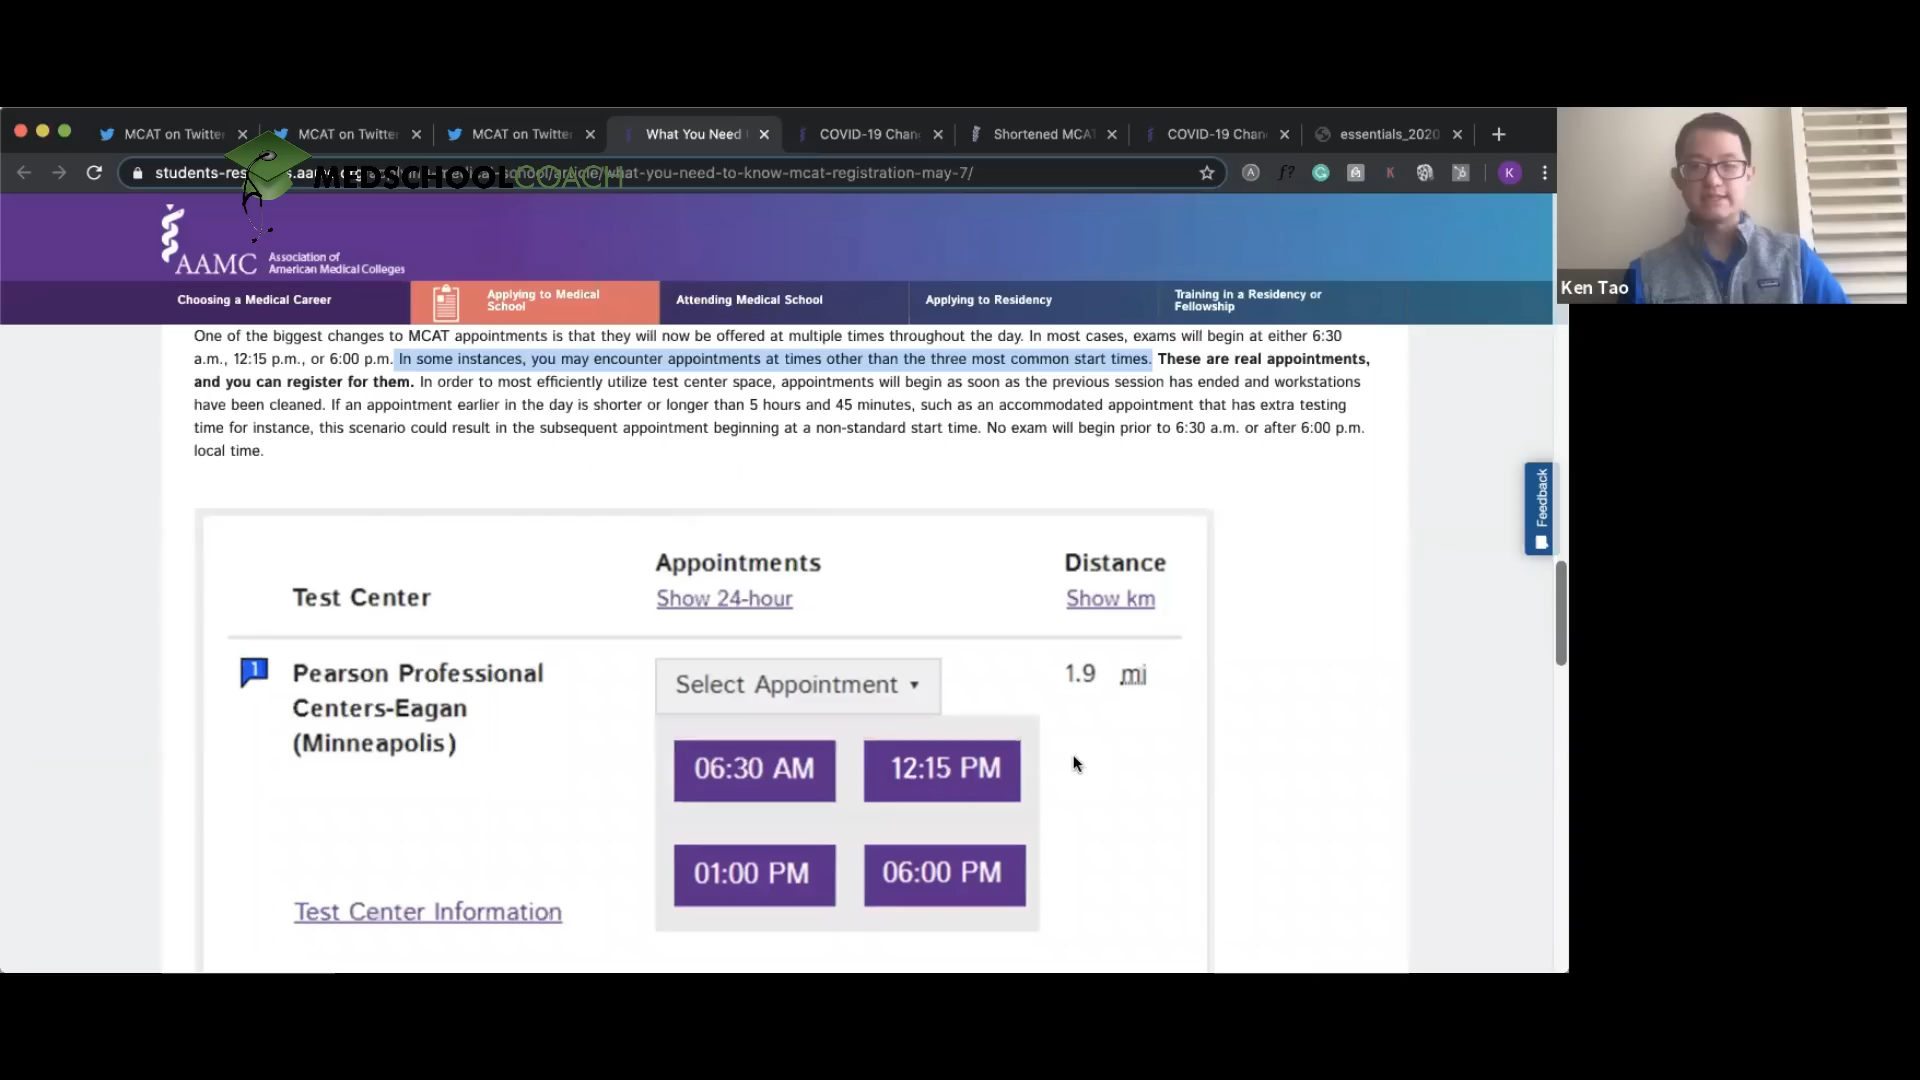 MCAT on Twitte
MCAT on Twitte
MCAT on Twitte
What You Need
COVID-19 Chan
Shortened MCA
COVID-19 Chan
essentials_2020
students-res
s.aa
what-you-need-to-know-mcat-registration-may-7/
MEDSCHOOLCOACH
K
AAMC
Association of
American Medical Colleges
Choosing a Medical Career
Applying to Medical
School
Attending Medical School
Applying to Residency
Training in a Residency or
Fellowship
Ken Tao
One of the biggest changes to MCAT appointments is that they will now be offered at multiple times throughout the day. In most cases, exams will begin at either 6:30
a.m., 12:15 p.m., or 6:00 p.m. In some instances, you may encounter appointments at times other than the three most common start times. These are real appointments,
and you can register for them. In order to most efficiently utilize test center space, appointments will begin as soon as the previous session has ended and workstations
have been cleaned. If an appointment earlier in the day is shorter or longer than 5 hours and 45 minutes, such as an accommodated appointment that has extra testing
time for instance, this scenario could result in the subsequent appointment beginning at a non-standard start time. No exam will begin prior to 6:30 a.m. or after 6:00 p.m.
local time.
Feedback
Test Center
Appointments
Show 24-hour
Distance
Show km
1
Pearson Professional
Centers-Eagan
(Minneapolis)
Select Appointment
1.9 mi
06:30 AM
12:15 PM
01:00 PM
06:00 PM
Test Center Information